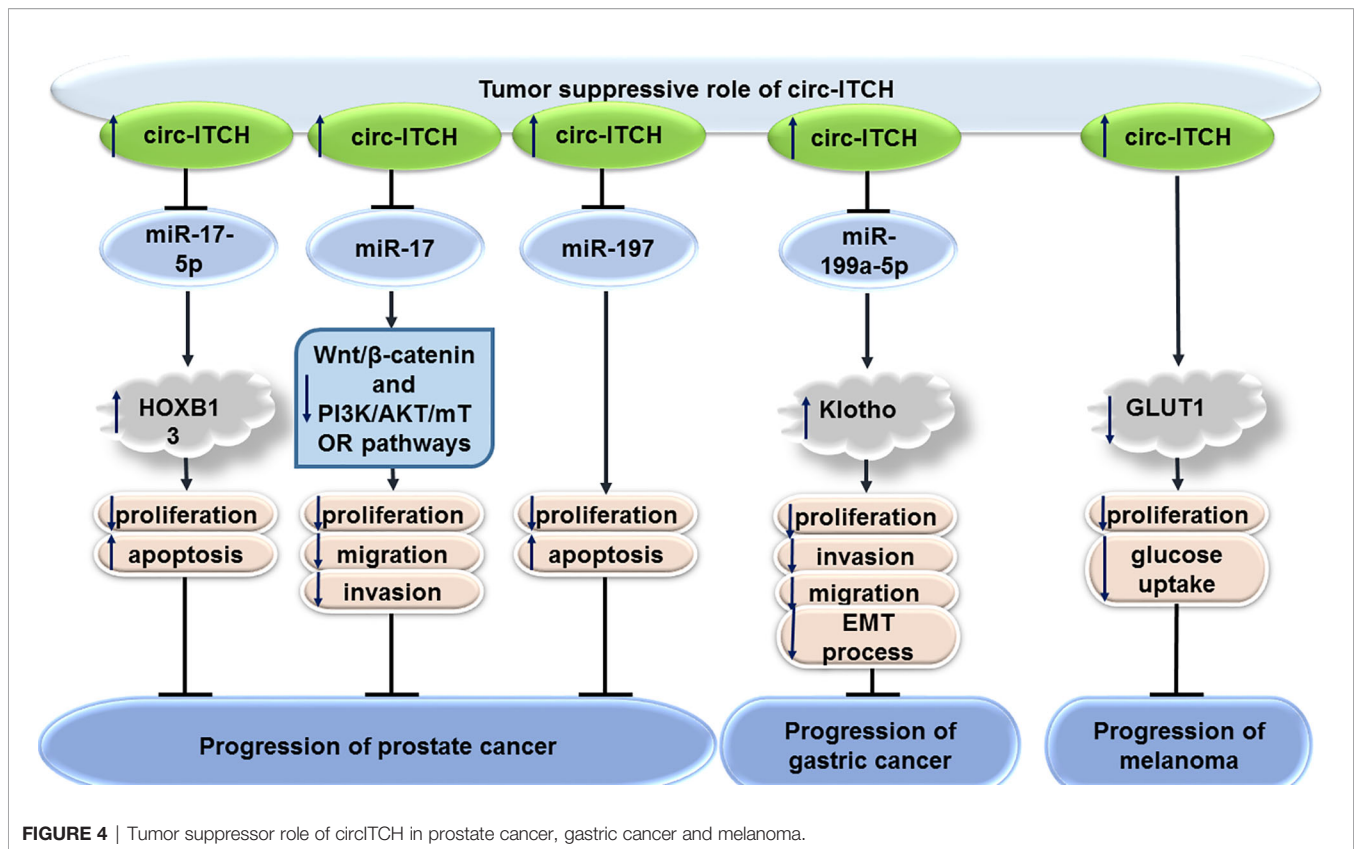 Tumor suppressive role of circ-ITCH
circ-ITCH
circ-ITCH
circ-ITCH
circ-ITCH
circ-ITCH
miR-17-
5p
miR-17
miR-197
miR-
199a-5p
HOXB1
3
Wnt/β-catenin
and
PI3K/AKT/mT
OR pathways
Klotho
GLUT1
proliferation
apoptosis
proliferation
migration
invasion
proliferation
apoptosis
proliferation
invasion
migration
EMT
process
proliferation
glucose
uptake
Progression of prostate cancer
Progression of
gastric cancer
Progression of
melanoma
FIGURE 4 | Tumor suppressor role of circITCH in prostate cancer, gastric cancer and melanoma.